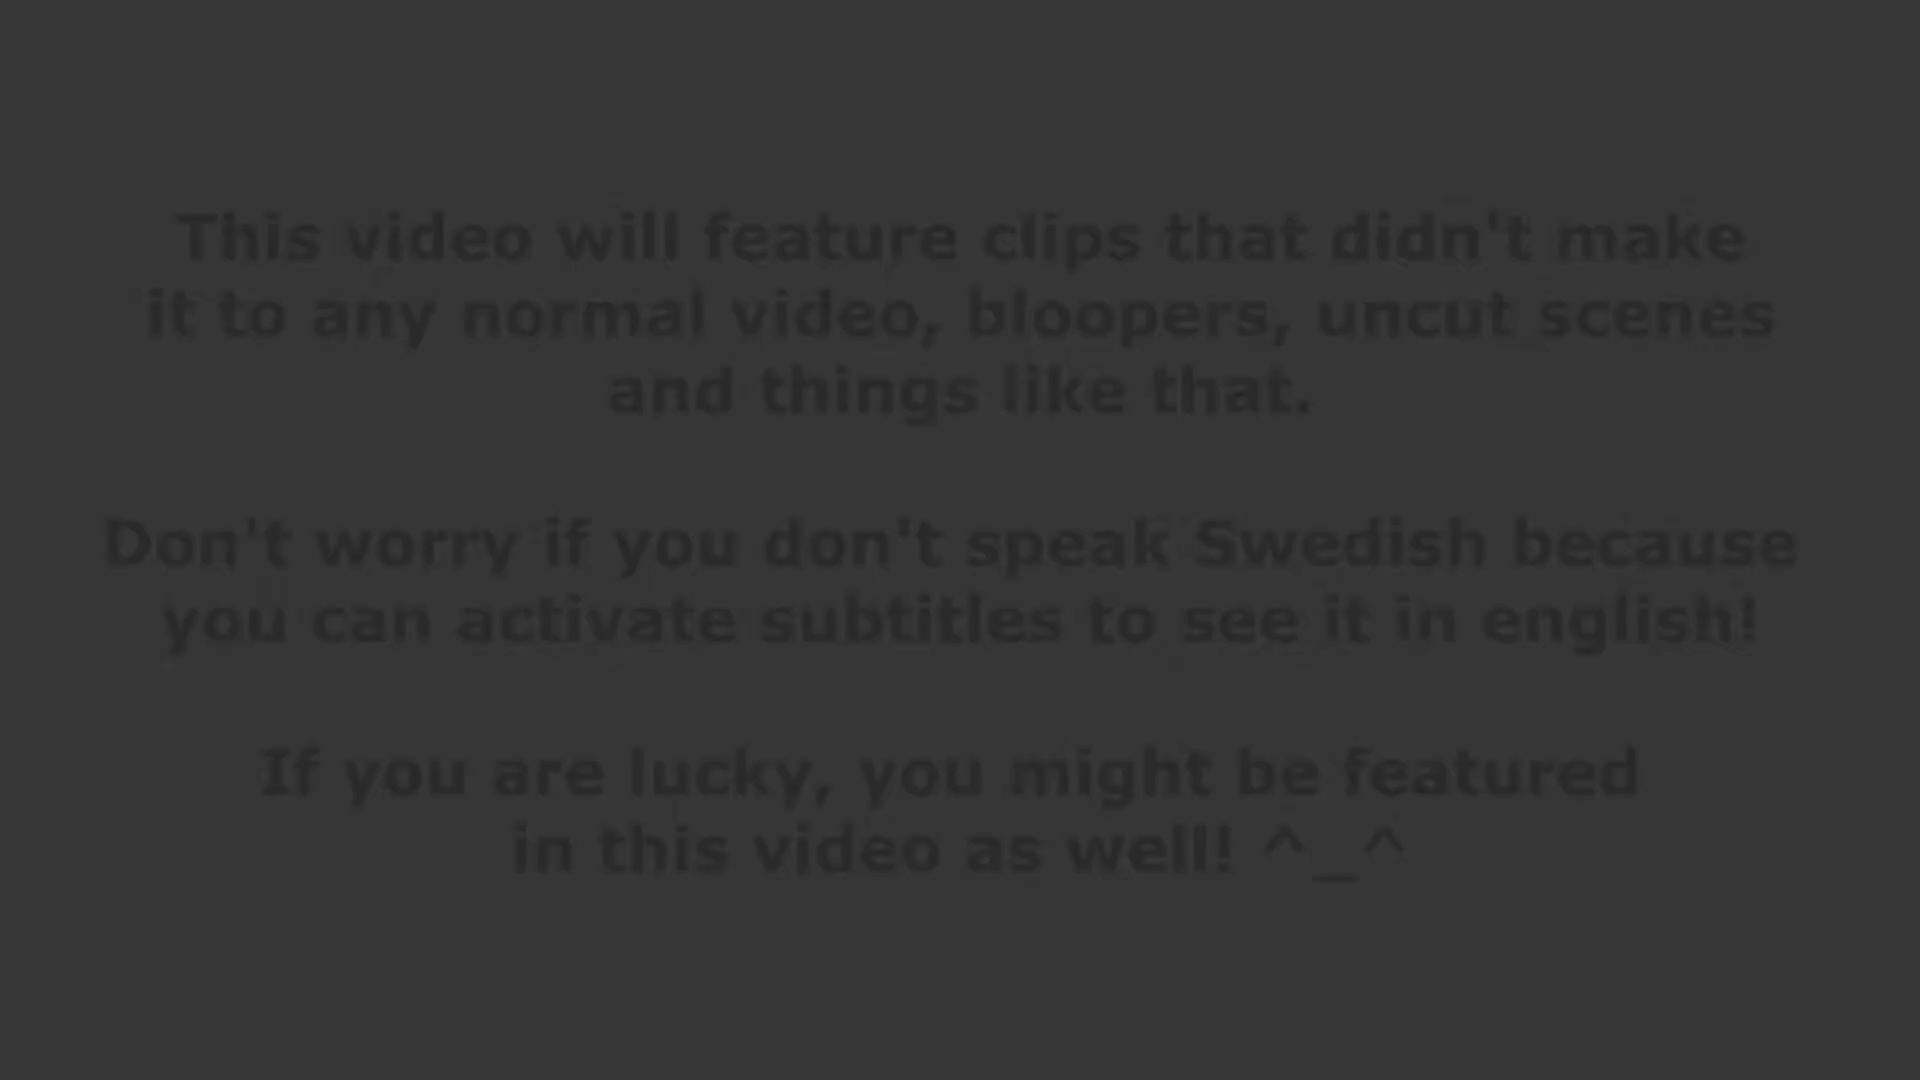 This video will feature clips that didn't make
it to any normal video, bloopers, uncut scenes
and things like that.
Don't worry if you don't speak Swedish because
you can activate subtitles to see it in english!
If you are lucky, you might be featured
in this video as well! ^_^